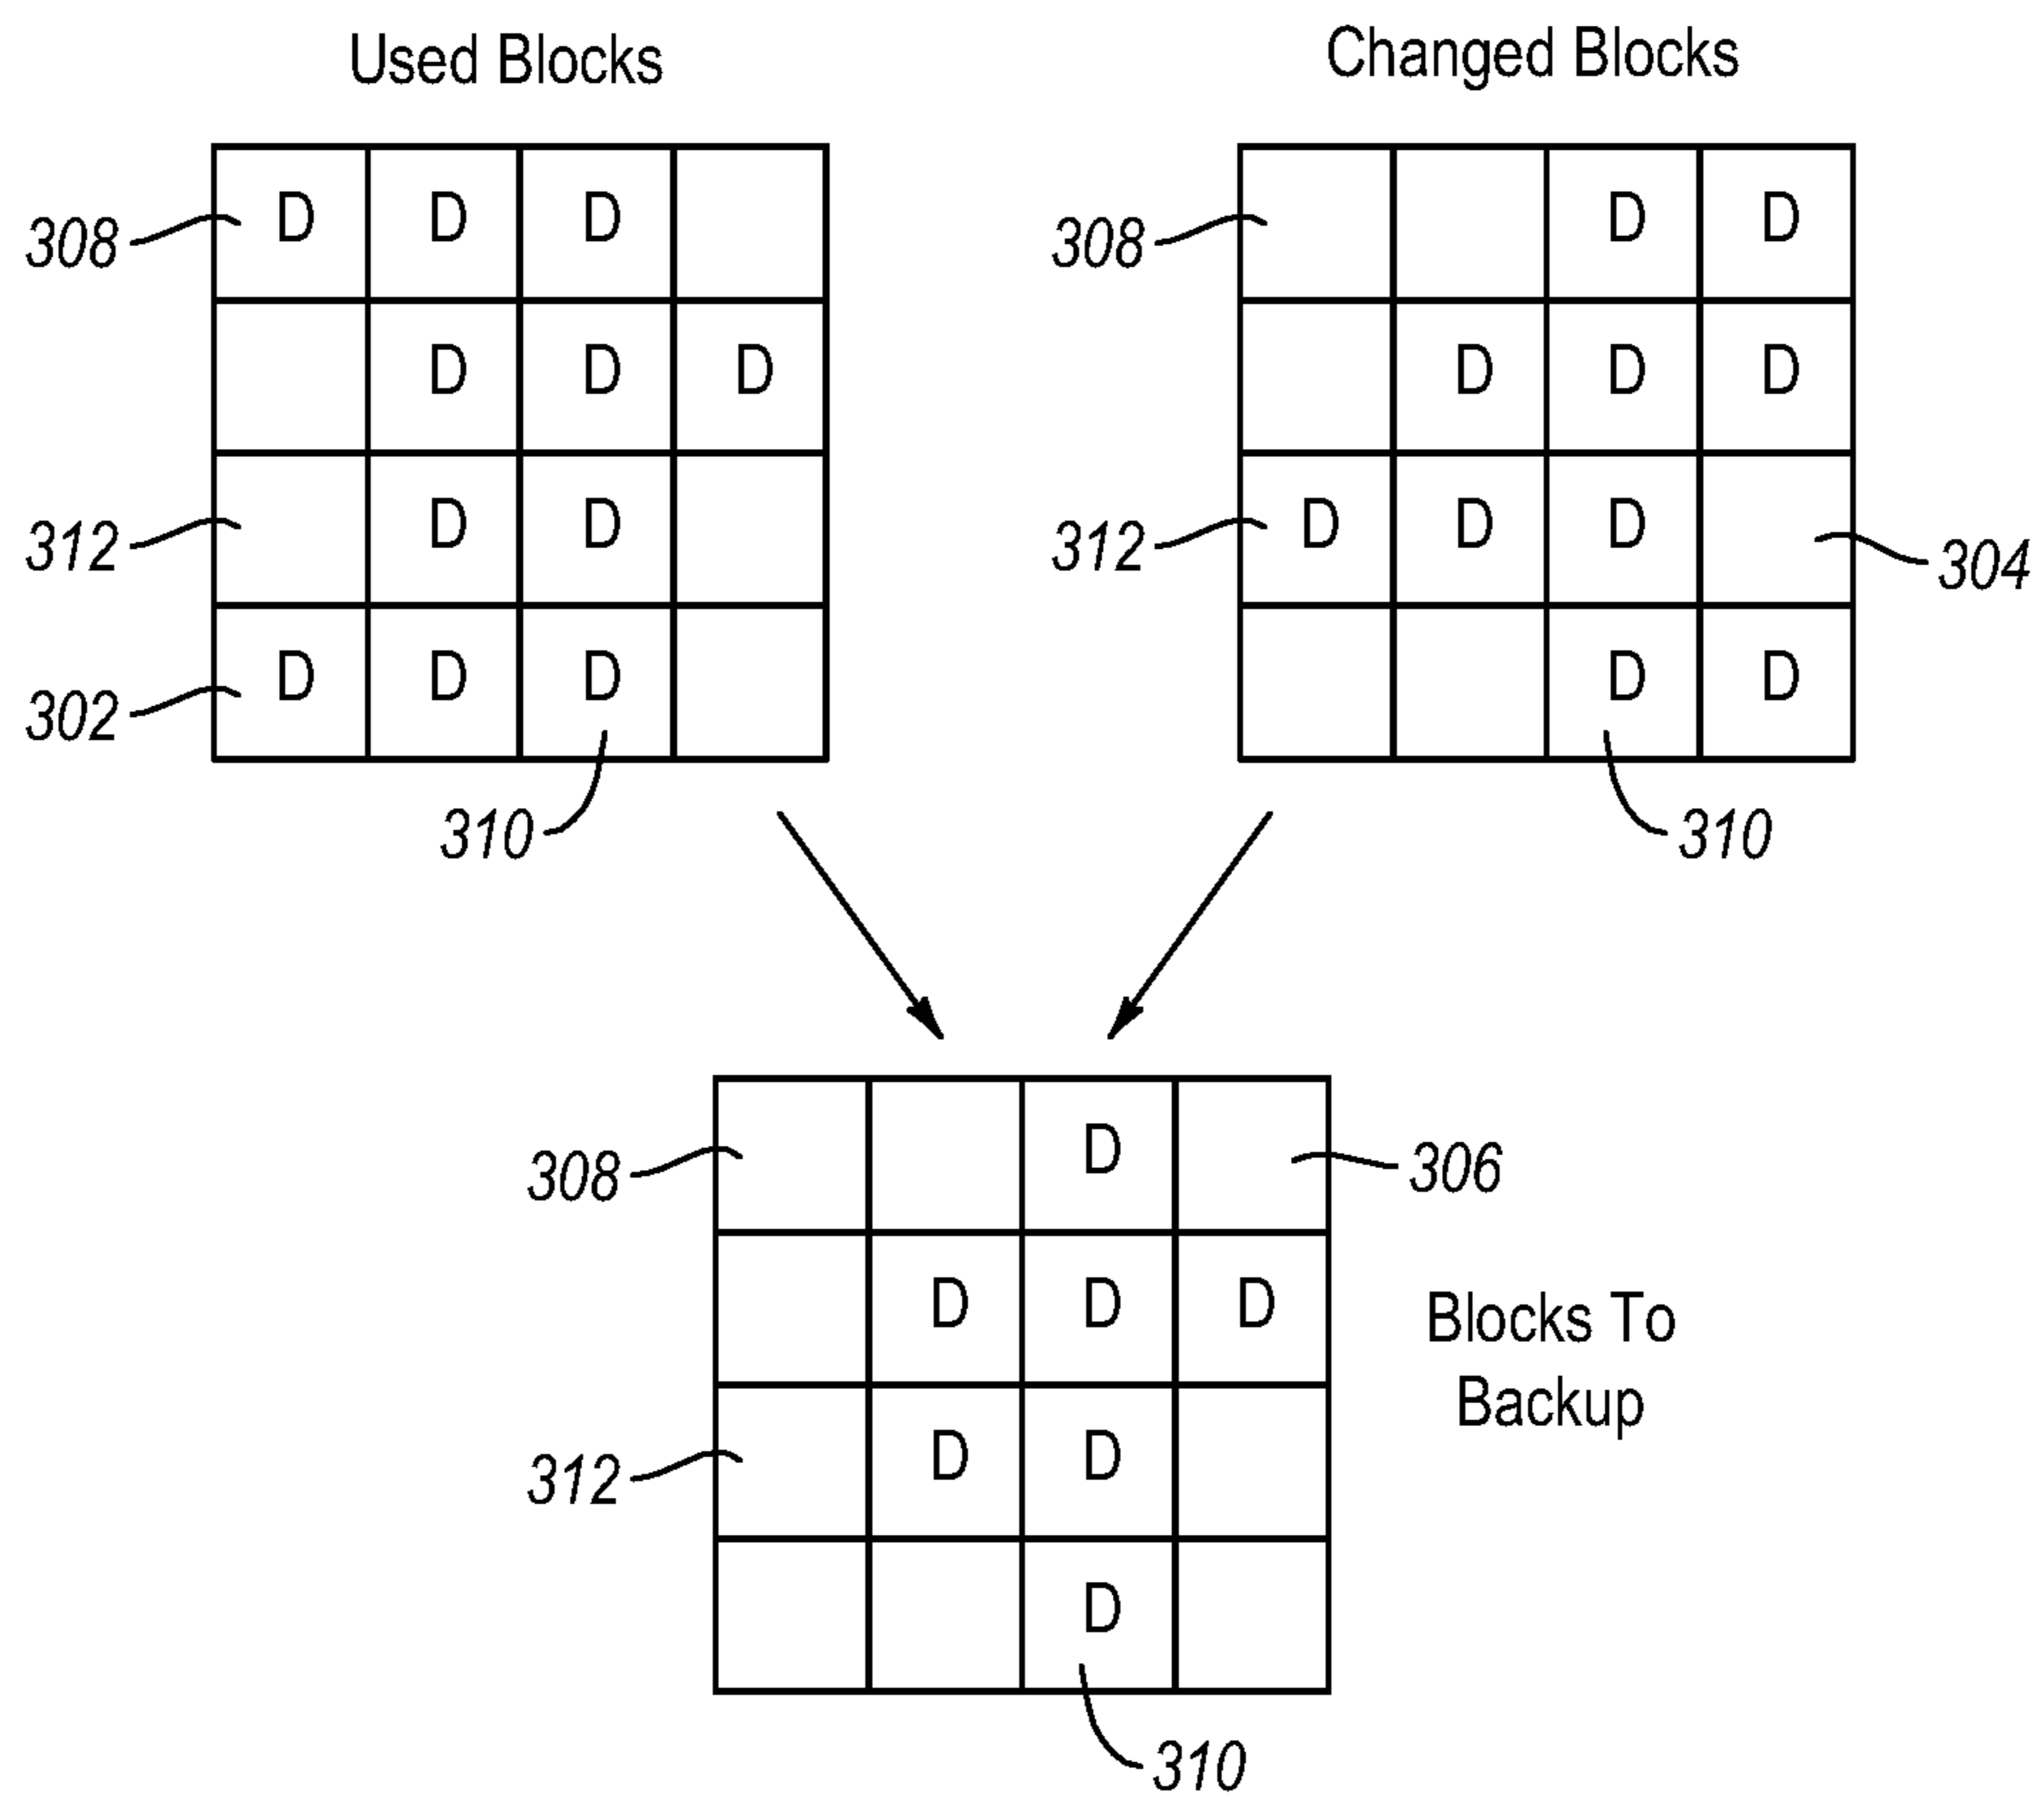 Used Blocks
Changed Blocks
308 D D D
D D D
312 D D
302 D D D
310
308 D D
D D D
312 D D D
304
D D
310
308 D 306
D D D
Blocks To
Backup
312 D D
D
310